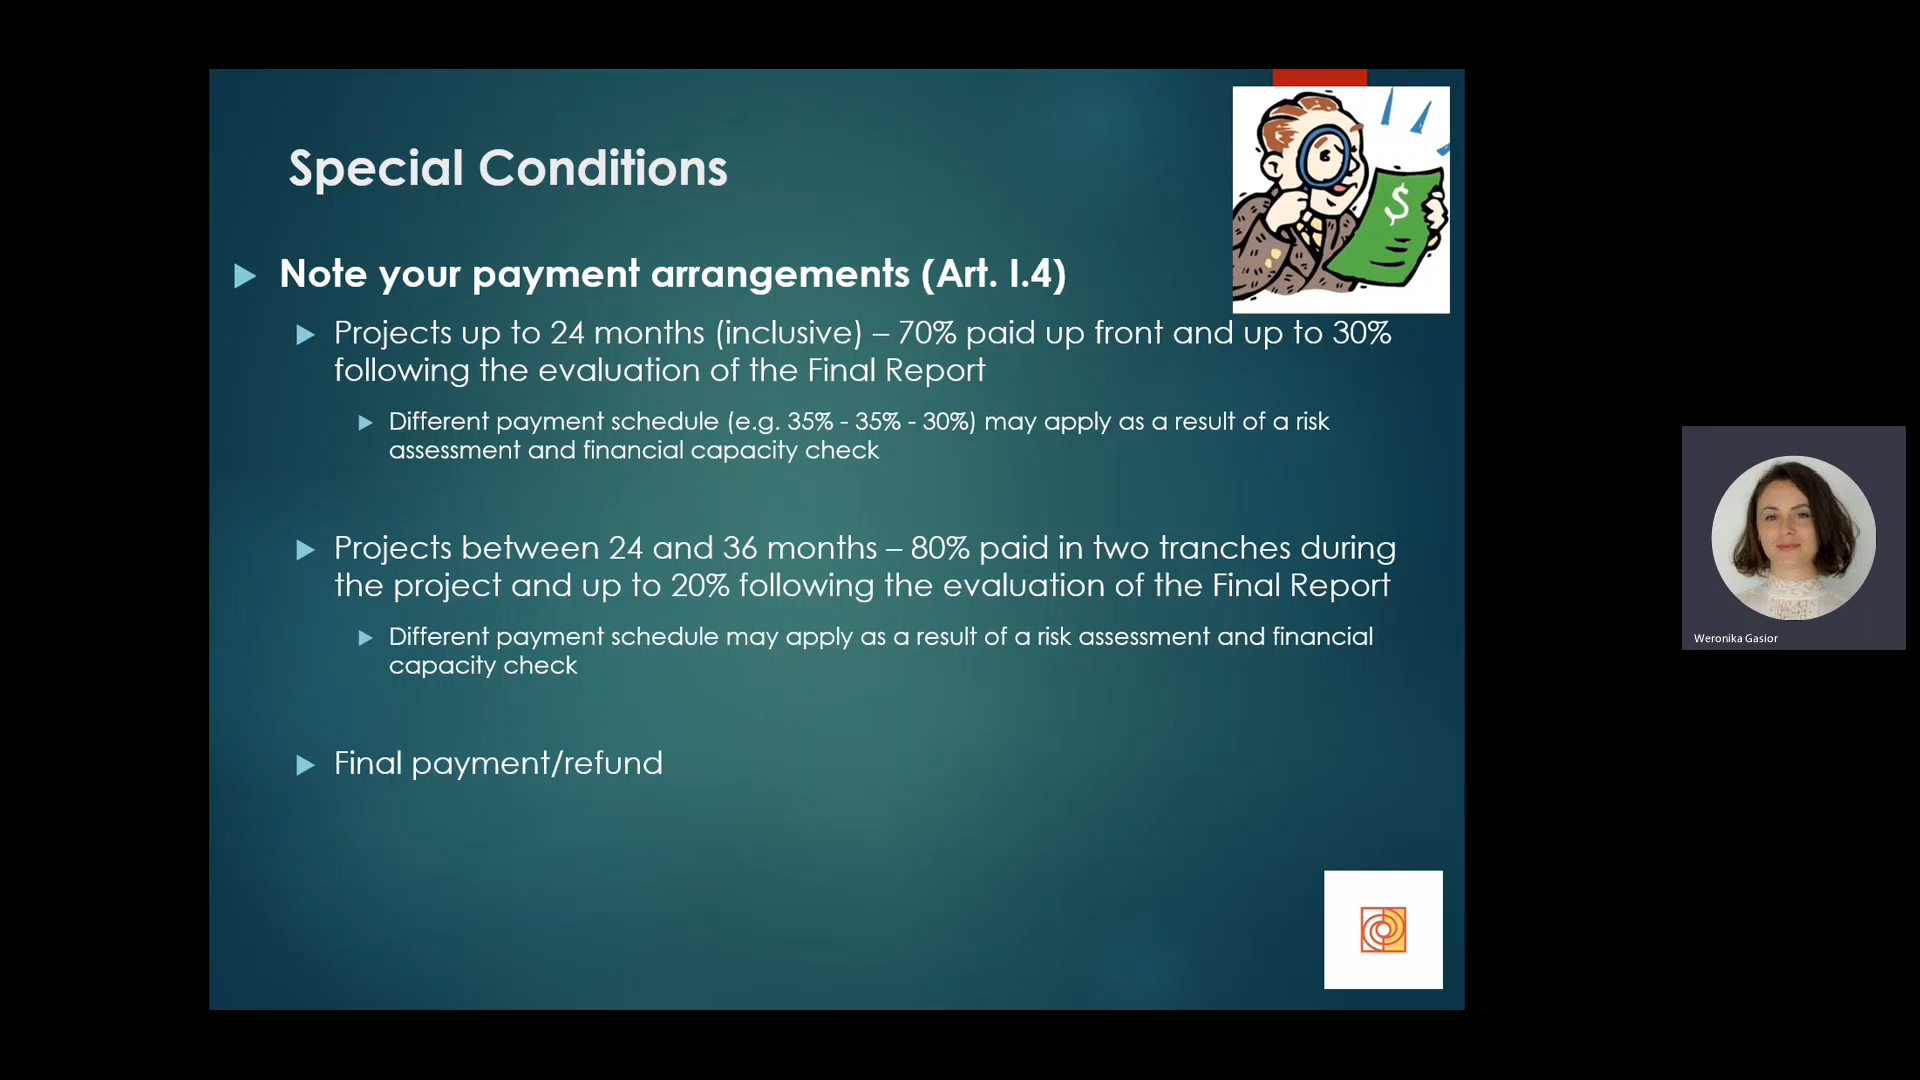 Special Conditions
Note your payment arrangements (Art. I.4)
Projects up to 24 months (inclusive) – 70% paid up front and up to 30%
following the evaluation of the Final Report
Different payment schedule (e.g. 35% - 35% - 30%) may apply as a result of a risk
assessment and financial capacity check
Projects between 24 and 36 months – 80% paid in two tranches during
the project and up to 20% following the evaluation of the Final Report
Different payment schedule may apply as a result of a risk assessment and financial
capacity check
Final payment/refund
$
Weronika Gasior